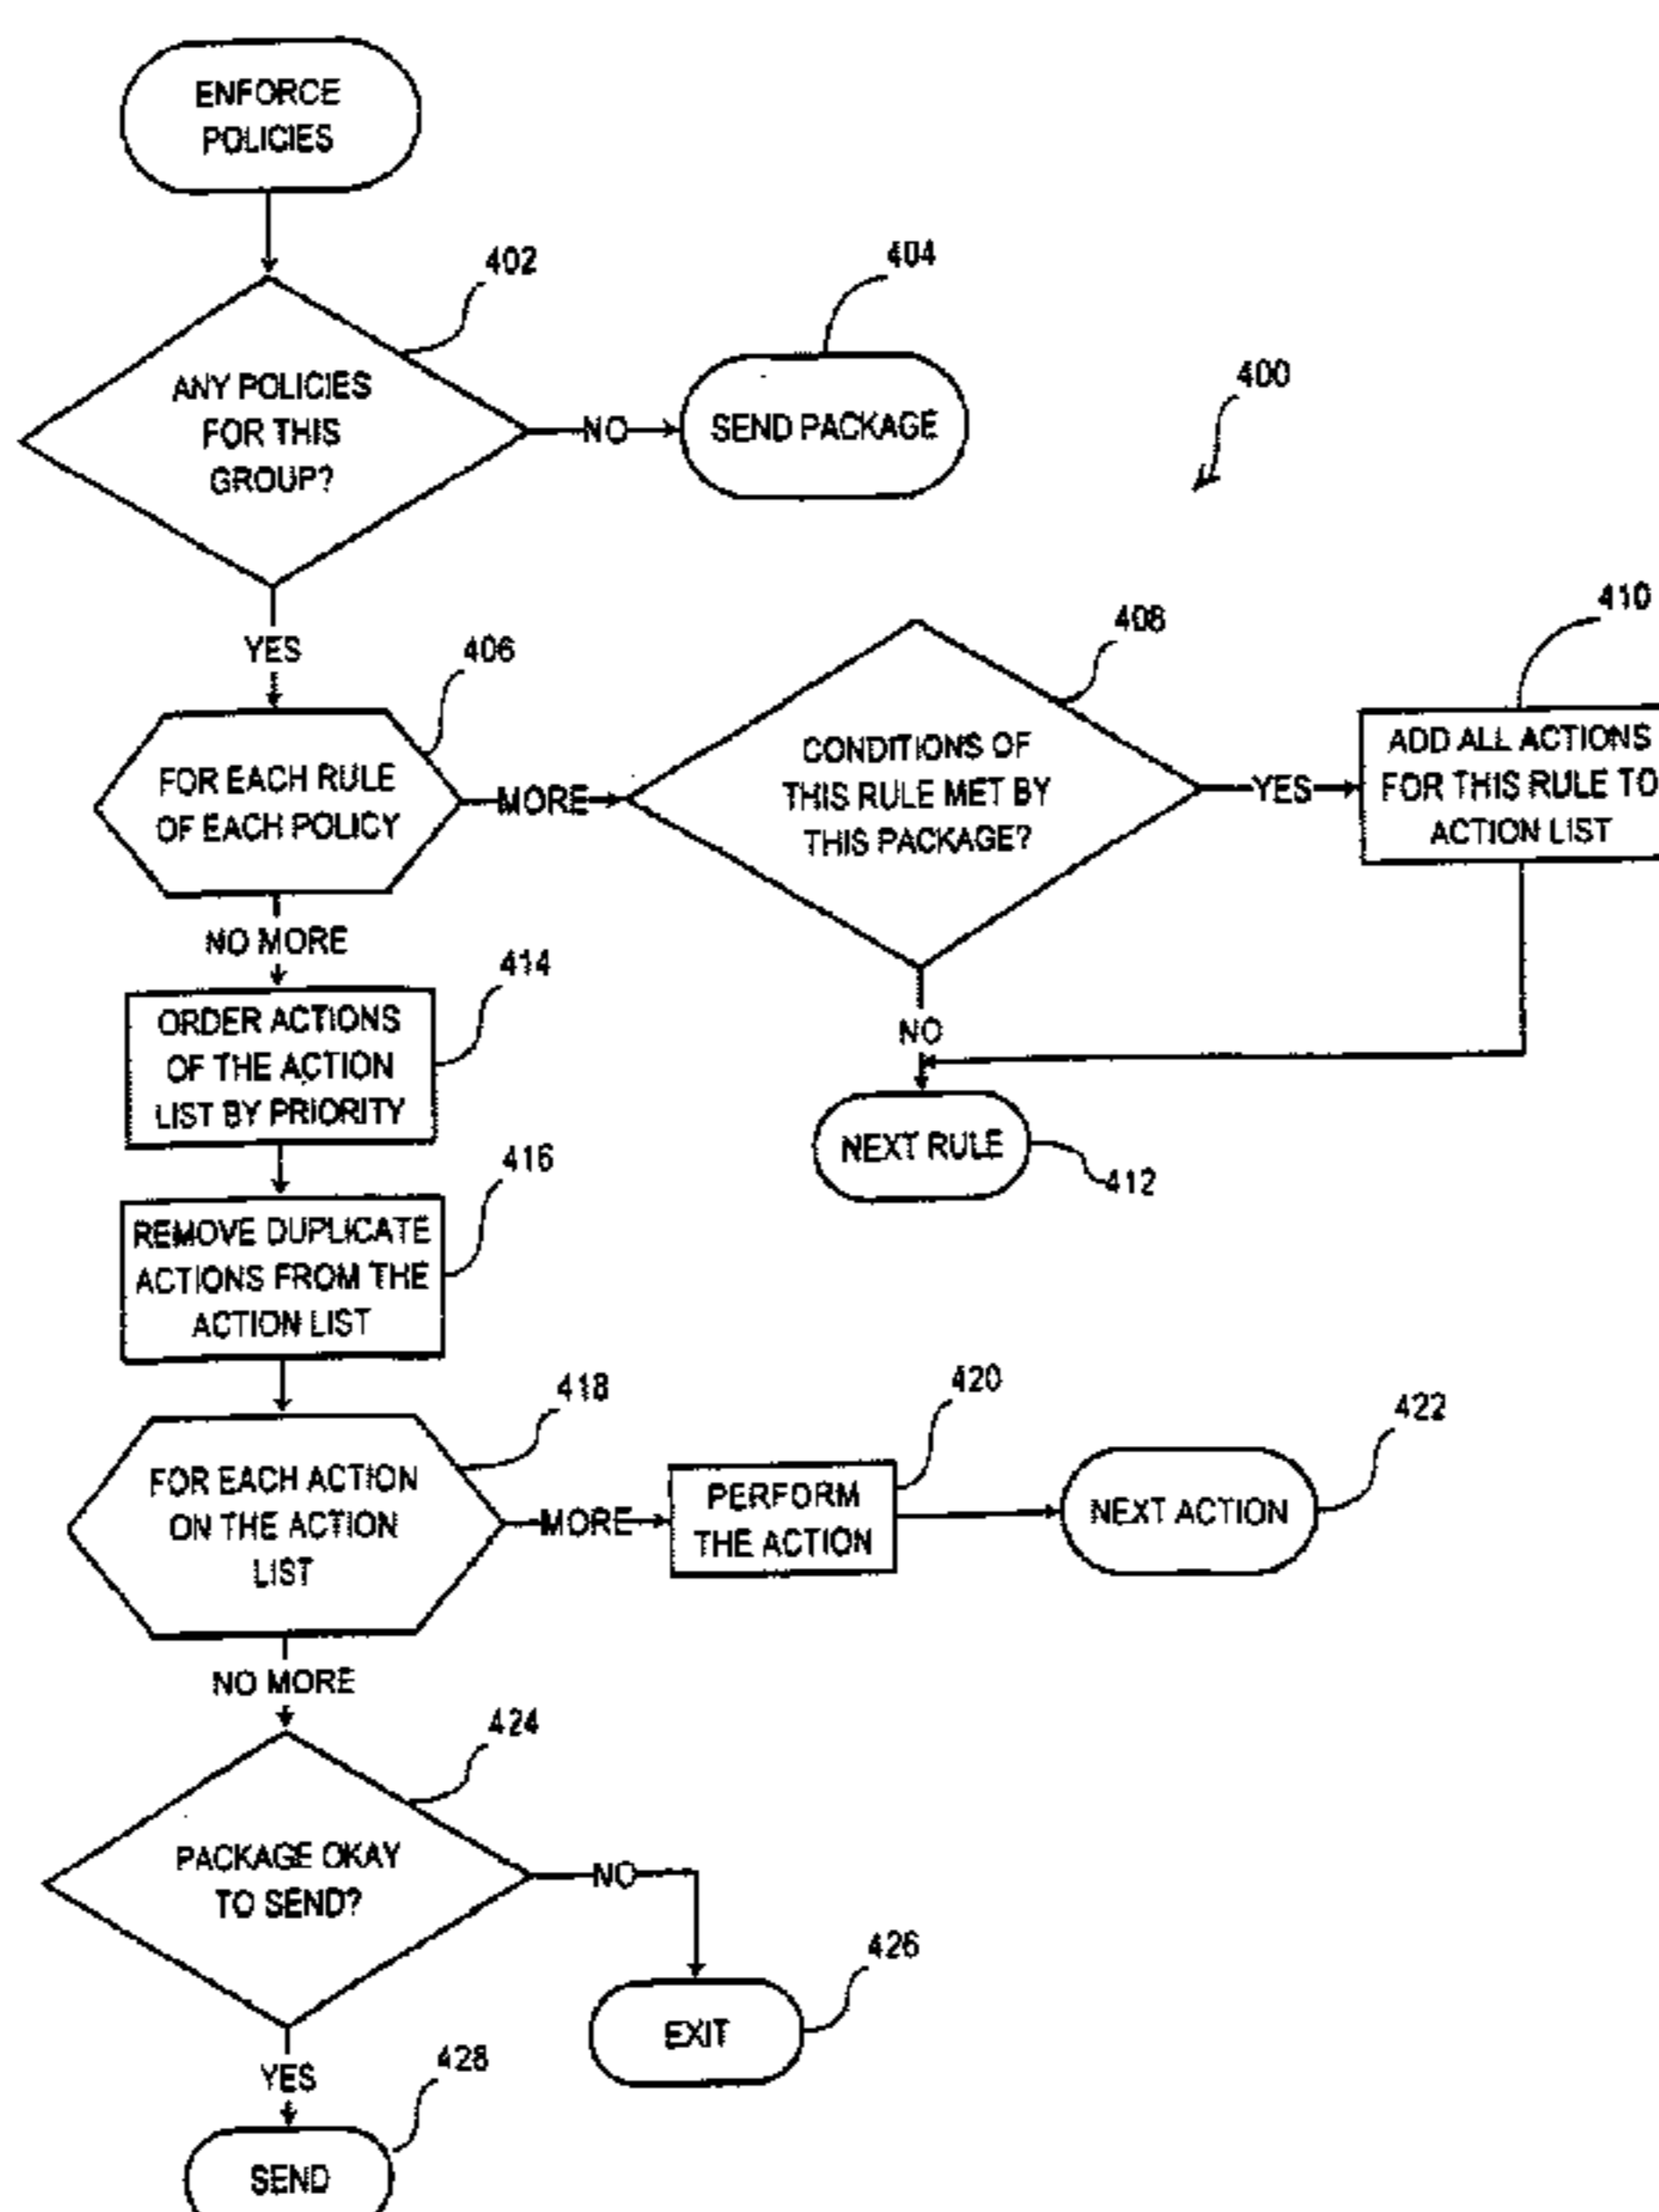 ENFORCE
POLICIES
402
404
ANY POLICIES
FOR THIS
GROUP?
NO
SEND PACKAGE
400
YES
406
408
410
FOR EACH RULE
OF EACH POLICY
MORE
CONDITIONS OF
THIS RULE MET BY
THIS PACKAGE?
YES
ADD ALL ACTIONS
FOR THIS RULE TO
ACTION LIST
NO MORE
414
NO
ORDER ACTIONS
OF THE ACTION
LIST BY PRIORITY
NEXT RULE
412
416
REMOVE DUPLICATE
ACTIONS FROM THE
ACTION LIST
418
420
422
FOR EACH ACTION
ON THE ACTION
LIST
MORE
PERFORM
THE ACTION
NEXT ACTION
NO MORE
424
PACKAGE OKAY
TO SEND?
NO
426
EXIT
YES
428
SEND